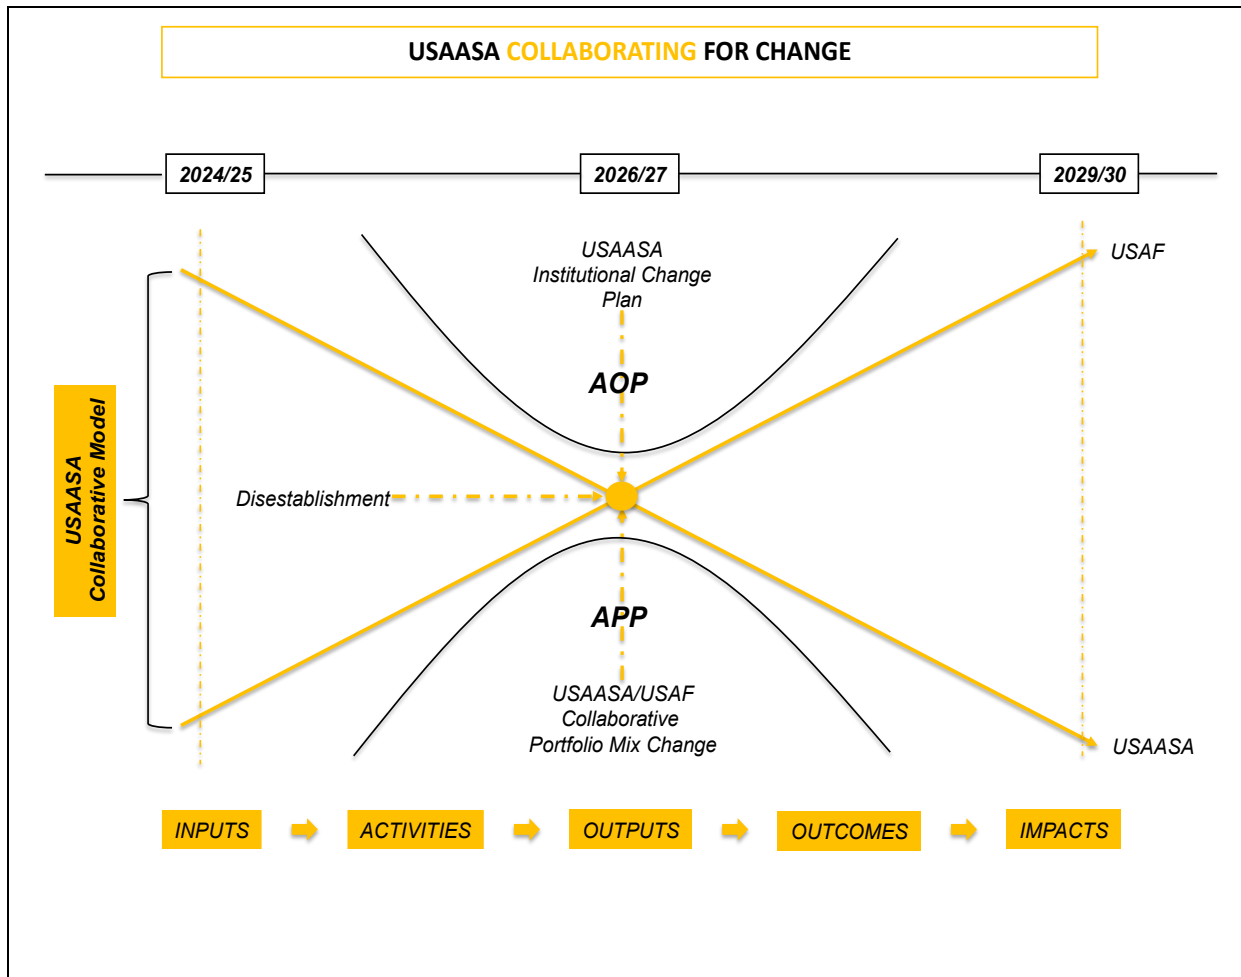 USAASA COLLABORATING FOR CHANGE
2024/25
2026/27
2029/30
USAASA
Institutional Change
Plan
USAF
AOP
USAASA
Collaborative Model
Disestablishment
APP
USAASA/USAF
Collaborative
Portfolio Mix Change
USAASA
INPUTS
ACTIVITIES
OUTPUTS
OUTCOMES
IMPACTS